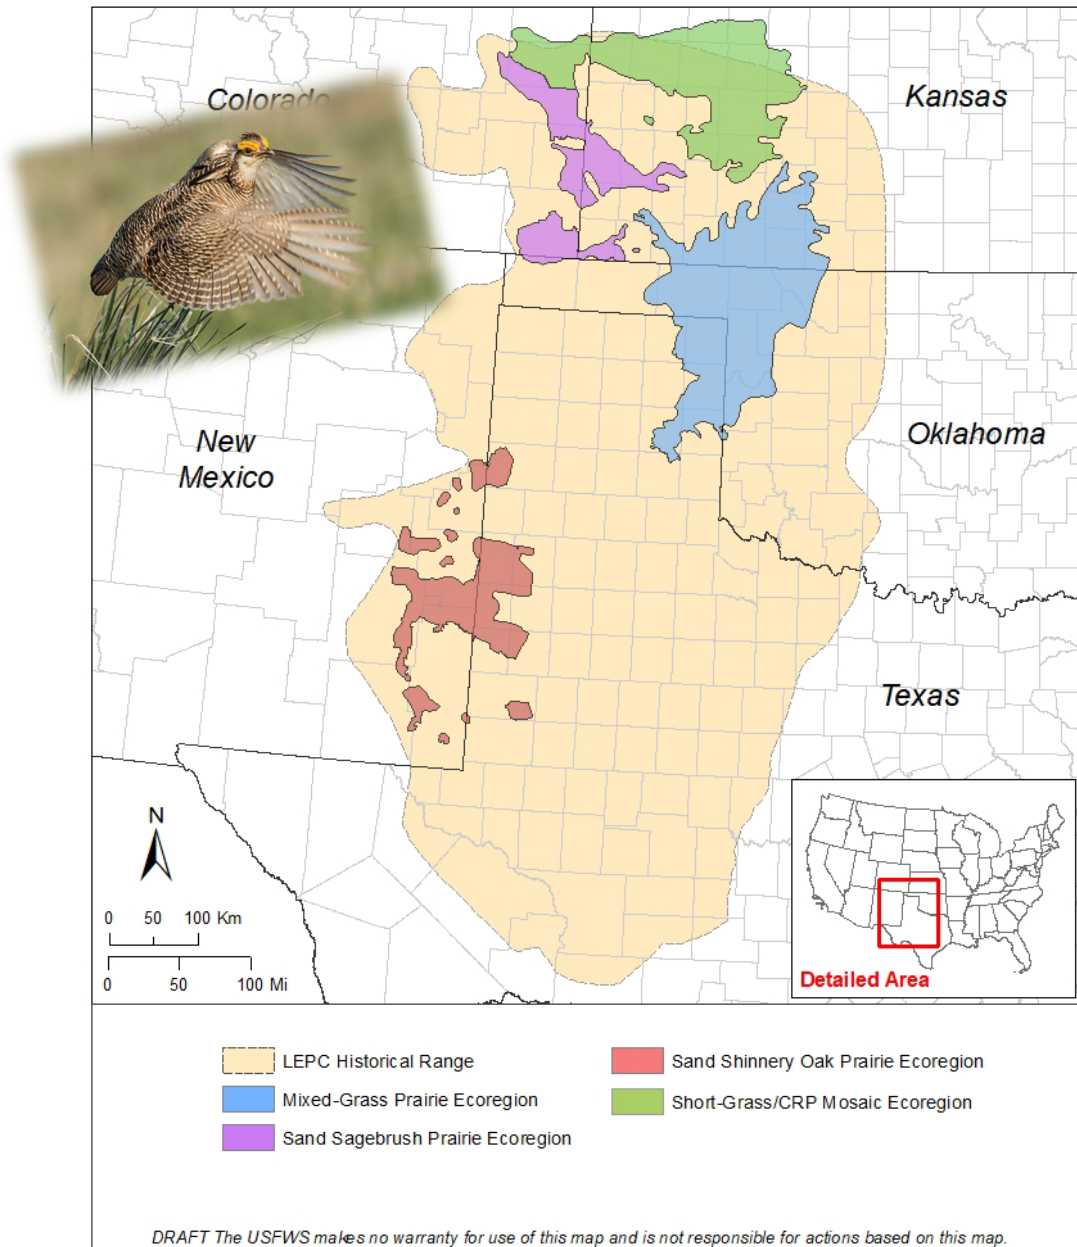 Colorado
Kansas
New
Mexico
Oklahoma
Texas
N
0 50 100 Km
0 50 100 Mi
Detailed Area
LEPC Historical Range
Mixed-Grass Prairie Ecoregion
Sand Sagebrush Prairie Ecoregion
Sand Shinnery Oak Prairie Ecoregion
Short-Grass/CRP Mosaic Ecoregion
DRAFT The USFWS makes no warranty for use of this map and is not responsible for actions based on this map.